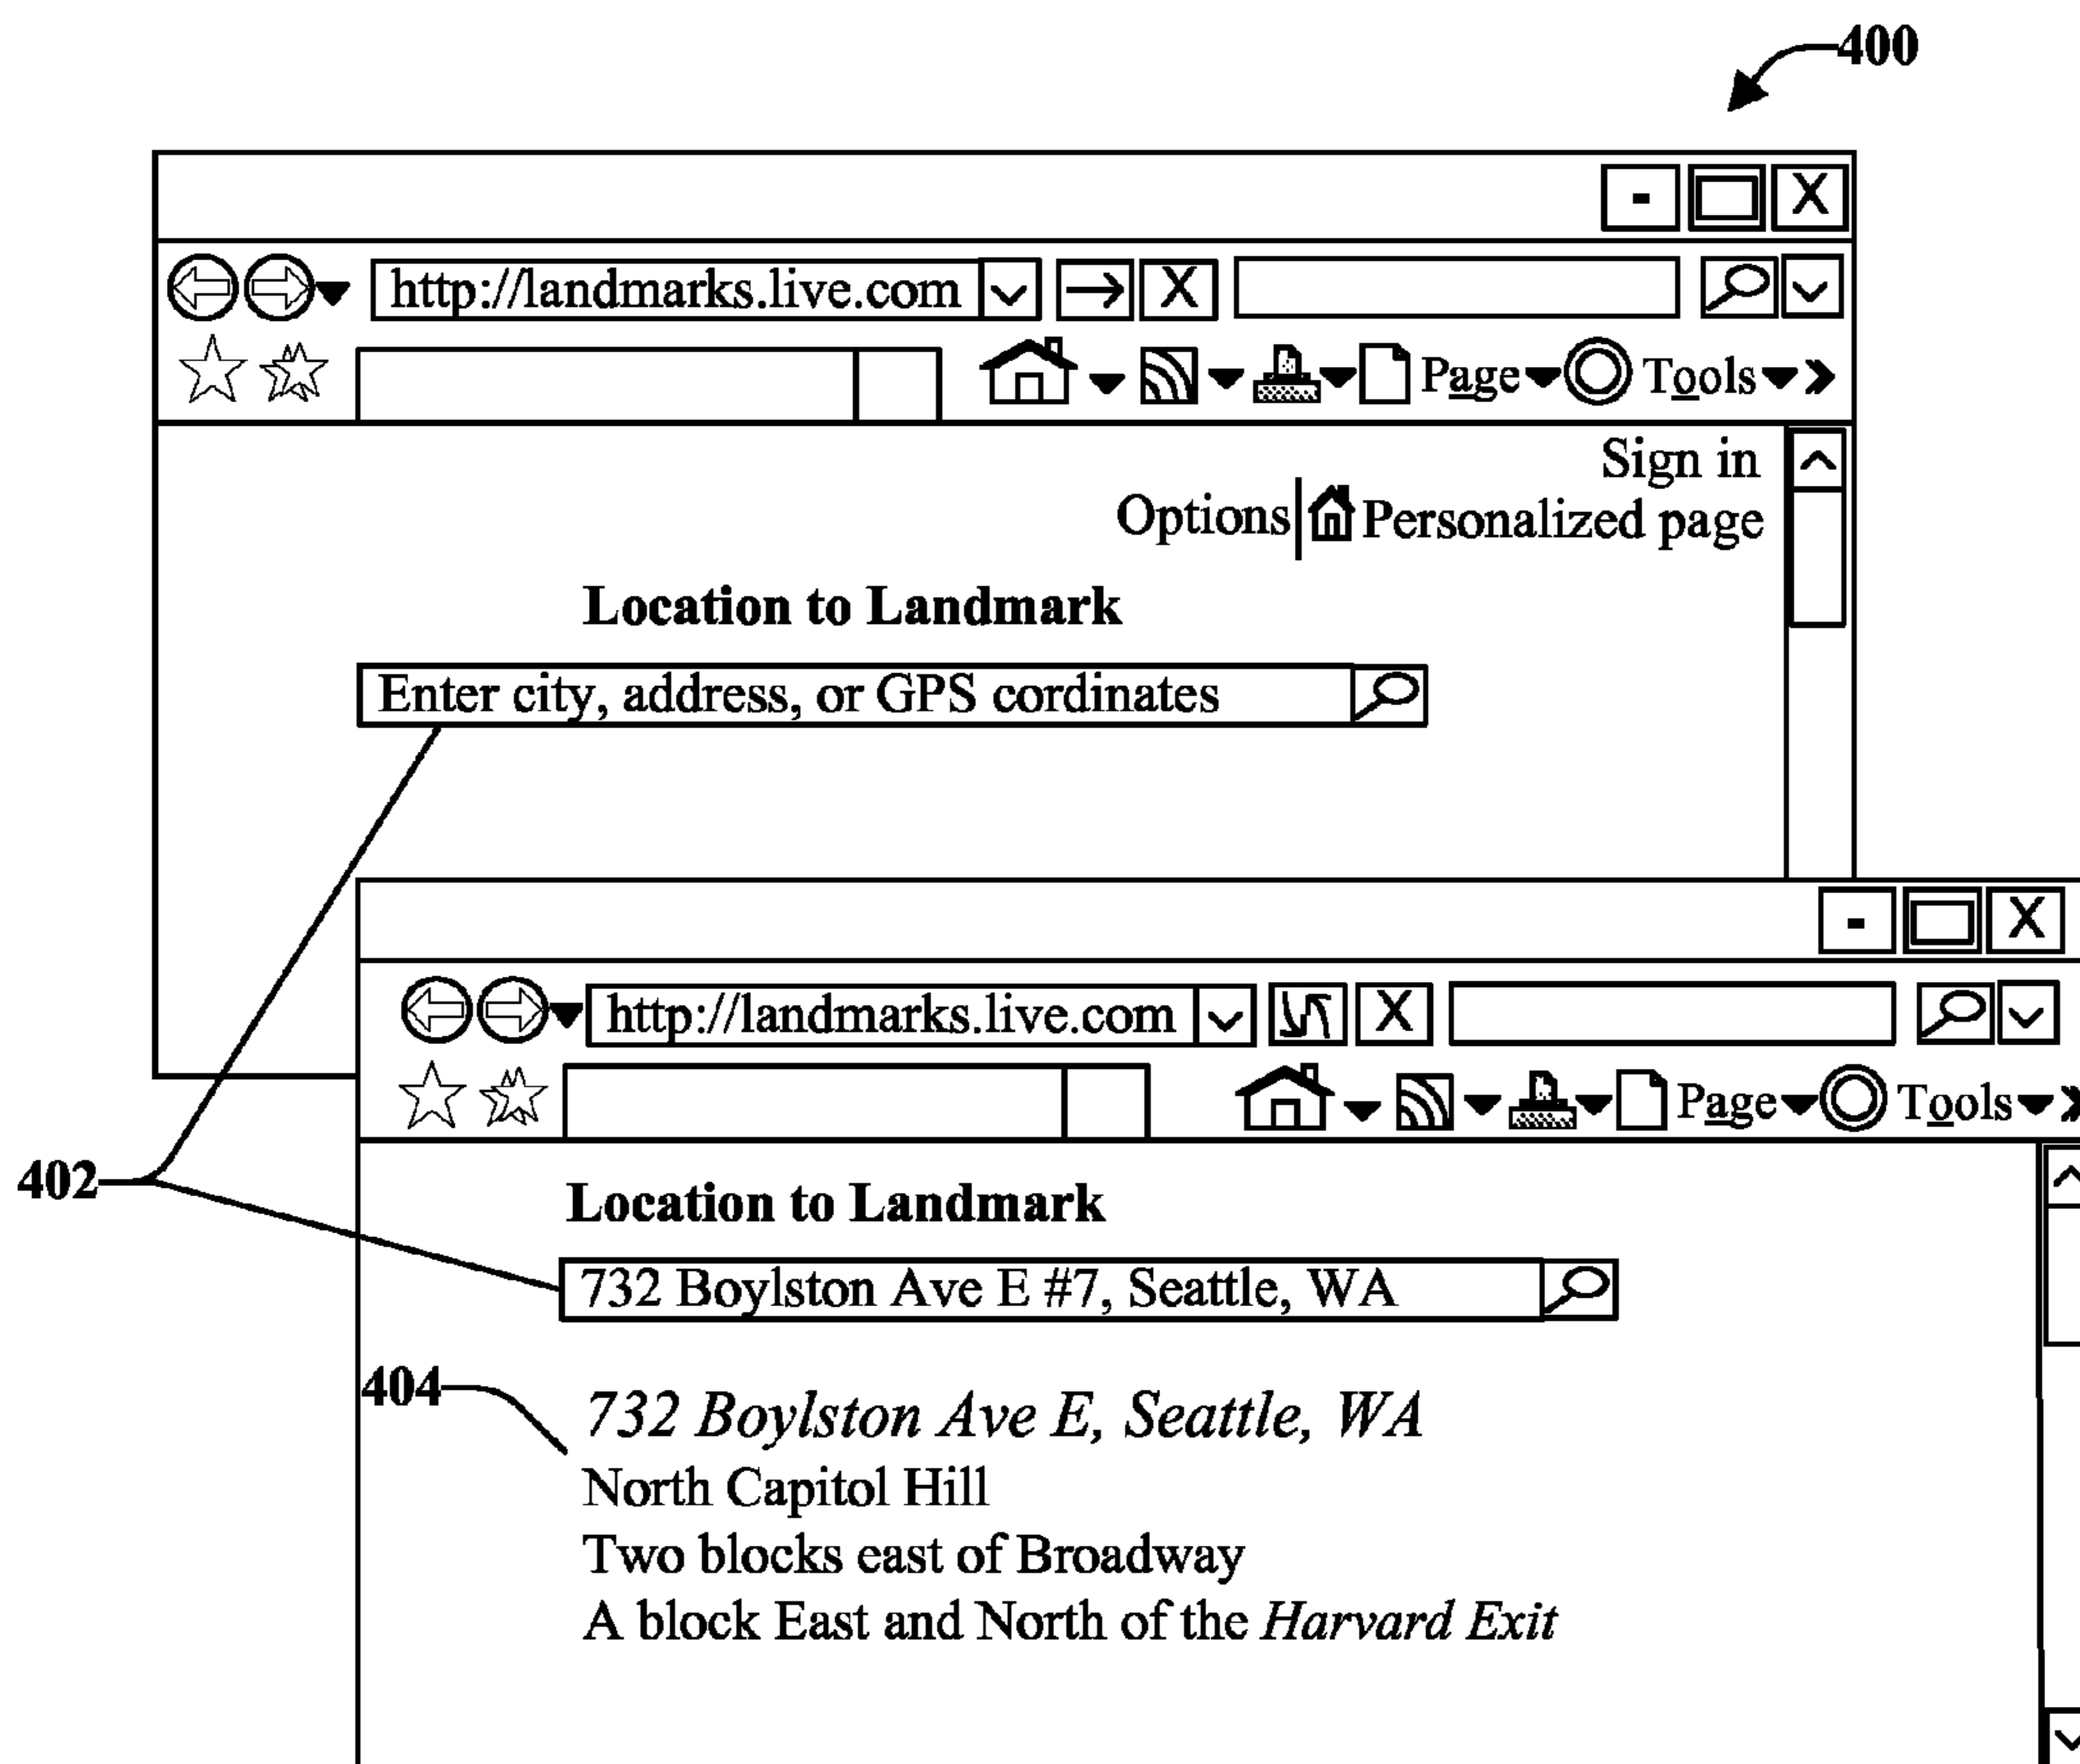 400
- X
http://landmarks.live.com X
Page Tools »
Sign in
Options Personalized page
Location to Landmark
Enter city, address, or GPS cordinates
- X
http://landmarks.live.com X
Page Tools »
402
Location to Landmark
732 Boylston Ave E #7, Seattle, WA
404
732 Boylston Ave E, Seattle, WA
North Capitol Hill
Two blocks east of Broadway
A block East and North of the Harvard Exit